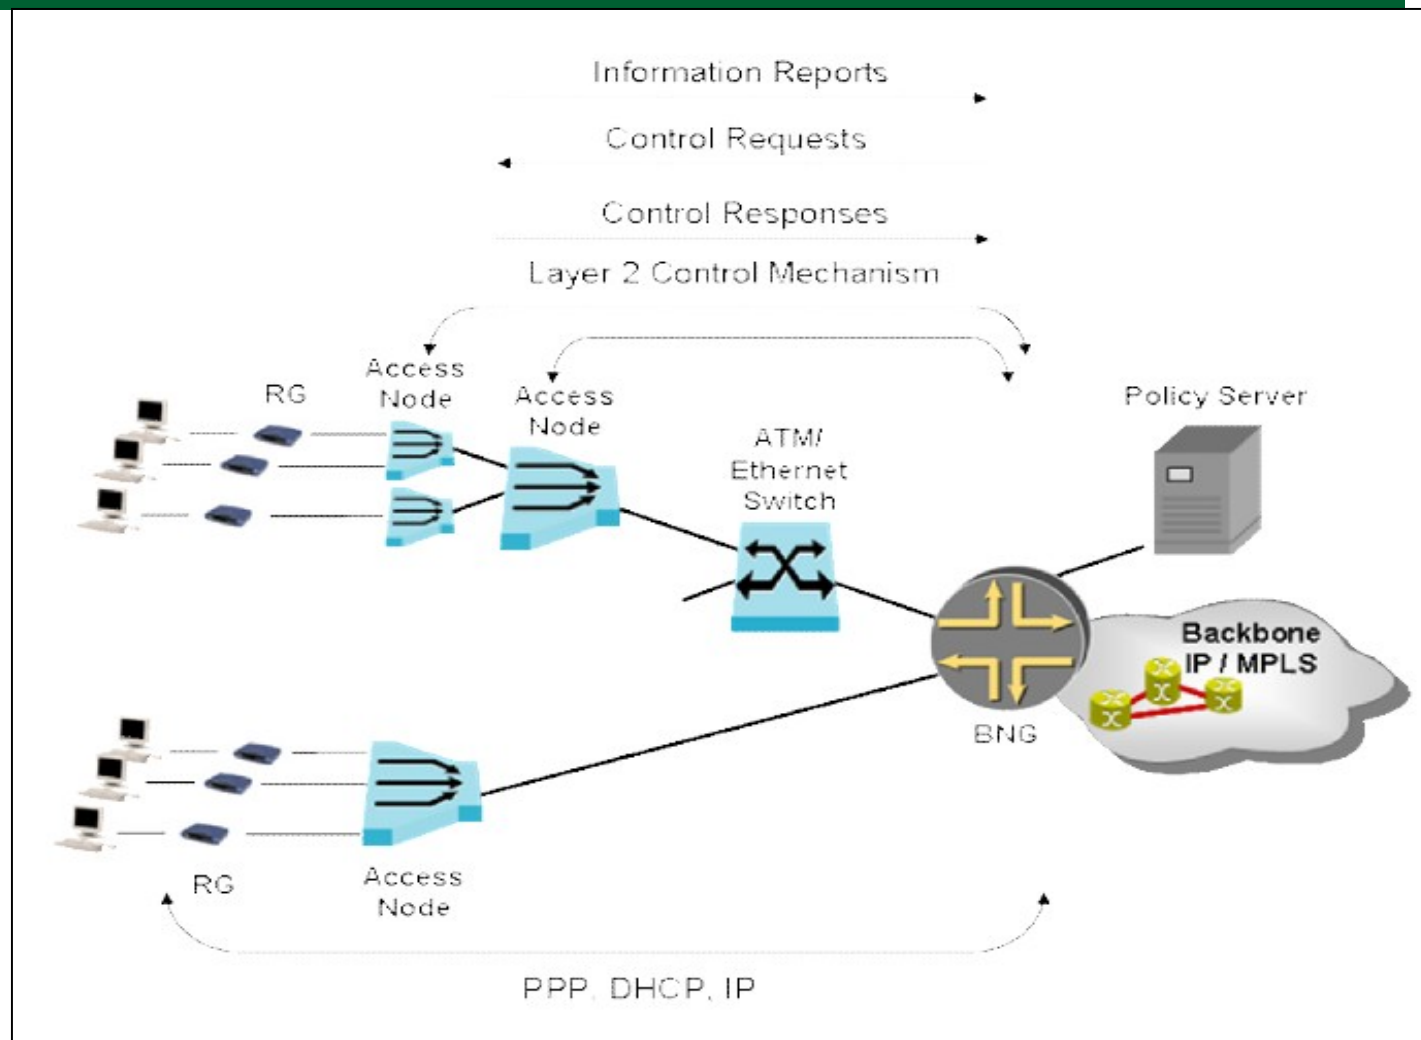 Information Reports
Control Requests
Control Responses
Layer 2 Control Mechanism
Access
Node
RG
Access
Node
Policy Server
ATM/
Ethernet
Switch
Backbone
IP / MPLS
BNG
RG
Access
Node
PPP, DHCP, IP